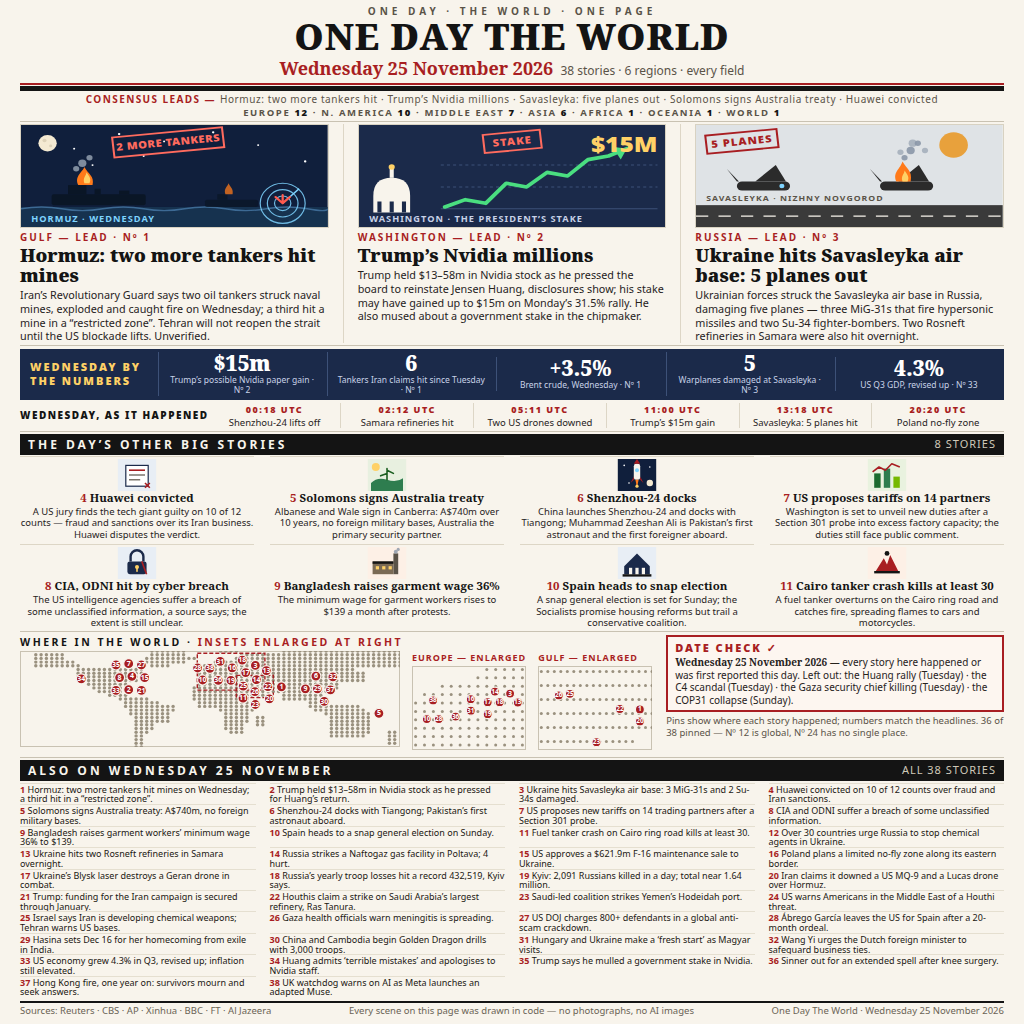 ONE DAY · THE WORLD · ONE PAGE
ONE DAY THE WORLD
Wednesday 25 November 2026 38 stories · 6 regions · every field
CONSENSUS LEADS — Hormuz: two more tankers hit · Trump's Nvidia millions · Savasleyka: five planes out · Solomons signs Australia treaty · Huawei convicted
EUROPE 12 · N. AMERICA 10 · MIDDLE EAST 7 · ASIA 6 · AFRICA 1 · OCEANIA 1 · WORLD 1
2 MORE TANKERS
HORMUZ · WEDNESDAY
GULF — LEAD · Nº 1
Hormuz: two more tankers hit
mines
Iran's Revolutionary Guard says two oil tankers struck naval
mines, exploded and caught fire on Wednesday; a third hit a
mine in a "restricted zone". Tehran will not reopen the strait
until the US blockade lifts. Unverified.
STAKE
$15M
WASHINGTON · THE PRESIDENT'S STAKE
WASHINGTON — LEAD · Nº 2
Trump's Nvidia millions
Trump held $13–58m in Nvidia stock as he pressed the
board to reinstate Jensen Huang, disclosures show; his stake
may have gained up to $15m on Monday's 31.5% rally. He
also mused about a government stake in the chipmaker.
5 PLANES
SAVASLEYKA · NIZHNY NOVGOROD
RUSSIA — LEAD · Nº 3
Ukraine hits Savasleyka air
base: 5 planes out
Ukrainian forces struck the Savasleyka air base in Russia,
damaging five planes — three MiG-31s that fire hypersonic
missiles and two Su-34 fighter-bombers. Two Rosneft
refineries in Samara were also hit overnight.
WEDNESDAY BY
THE NUMBERS
$15m
Trump's possible Nvidia paper gain ·
Nº 2
6
Tankers Iran claims hit since Tuesday
· Nº 1
+3.5%
Brent crude, Wednesday · Nº 1
5
Warplanes damaged at Savasleyka ·
Nº 3
4.3%
US Q3 GDP, revised up · Nº 33
WEDNESDAY, AS IT HAPPENED
00:18 UTC
Shenzhou-24 lifts off
02:12 UTC
Samara refineries hit
05:11 UTC
Two US drones downed
11:00 UTC
Trump's $15m gain
13:18 UTC
Savasleyka: 5 planes hit
20:20 UTC
Poland no-fly zone
THE DAY'S OTHER BIG STORIES
8 STORIES
4 Huawei convicted
A US jury finds the tech giant guilty on 10 of 12
counts — fraud and sanctions over its Iran business.
Huawei disputes the verdict.
5 Solomons signs Australia treaty
Albanese and Wale sign in Canberra: A$740m over
10 years, no foreign military bases, Australia the
primary security partner.
6 Shenzhou-24 docks
China launches Shenzhou-24 and docks with
Tiangong; Muhammad Zeeshan Ali is Pakistan's first
astronaut and the first foreigner aboard.
7 US proposes tariffs on 14 partners
Washington is set to unveil new duties after a
Section 301 probe into excess factory capacity; the
duties still face public comment.
8 CIA, ODNI hit by cyber breach
The US intelligence agencies suffer a breach of
some unclassified information, a source says; the
extent is still unclear.
9 Bangladesh raises garment wage 36%
The minimum wage for garment workers rises to
$139 a month after protests.
10 Spain heads to snap election
A snap general election is set for Sunday; the
Socialists promise housing reforms but trail a
conservative coalition.
11 Cairo tanker crash kills at least 30
A fuel tanker overturns on the Cairo ring road and
catches fire, spreading flames to cars and
motorcycles.
WHERE IN THE WORLD · INSETS ENLARGED AT RIGHT
EUROPE — ENLARGED
GULF — ENLARGED
DATE CHECK ✓
Wednesday 25 November 2026 — every story here happened or
was first reported this day. Left out: the Huang rally (Tuesday) · the
C4 scandal (Tuesday) · the Gaza security chief killing (Tuesday) · the
COP31 collapse (Sunday).
Pins show where each story happened; numbers match the headlines. 36 of
38 pinned — Nº 12 is global, Nº 24 has no single place.
ALSO ON WEDNESDAY 25 NOVEMBER
ALL 38 STORIES
1 Hormuz: two more tankers hit mines on Wednesday;
a third hit in a "restricted zone".
2 Trump held $13–58m in Nvidia stock as he pressed
for Huang's return.
3 Ukraine hits Savasleyka air base: 3 MiG-31s and 2 Su-
34s damaged.
4 Huawei convicted on 10 of 12 counts over fraud and
Iran sanctions.
5 Solomons signs Australia treaty: A$740m, no foreign
military bases.
6 Shenzhou-24 docks with Tiangong; Pakistan's first
astronaut aboard.
7 US proposes new tariffs on 14 trading partners after a
Section 301 probe.
8 CIA and ODNI suffer a breach of some unclassified
information.
9 Bangladesh raises garment workers' minimum wage
36% to $139.
10 Spain heads to a snap general election on Sunday.
11 Fuel tanker crash on Cairo ring road kills at least 30.
12 Over 30 countries urge Russia to stop chemical
agents in Ukraine.
13 Ukraine hits two Rosneft refineries in Samara
overnight.
14 Russia strikes a Naftogaz gas facility in Poltava; 4
hurt.
15 US approves a $621.9m F-16 maintenance sale to
Ukraine.
16 Poland plans a limited no-fly zone along its eastern
border.
17 Ukraine's Blysk laser destroys a Geran drone in
combat.
18 Russia's yearly troop losses hit a record 432,519, Kyiv
says.
19 Kyiv: 2,091 Russians killed in a day; total near 1.64
million.
20 Iran claims it downed a US MQ-9 and a Lucas drone
over Hormuz.
21 Trump: funding for the Iran campaign is secured
through January.
22 Houthis claim a strike on Saudi Arabia's largest
refinery, Ras Tanura.
23 Saudi-led coalition strikes Yemen's Hodeidah port.
24 US warns Americans in the Middle East of a Houthi
threat.
25 Israel says Iran is developing chemical weapons;
Tehran warns US bases.
26 Gaza health officials warn meningitis is spreading.
27 US DOJ charges 800+ defendants in a global anti-
scam crackdown.
28 Ábrego García leaves the US for Spain after a 20-
month ordeal.
29 Hasina sets Dec 16 for her homecoming from exile
in India.
30 China and Cambodia begin Golden Dragon drills
with 3,000 troops.
31 Hungary and Ukraine make a 'fresh start' as Magyar
visits.
32 Wang Yi urges the Dutch foreign minister to
safeguard business ties.
33 US economy grew 4.3% in Q3, revised up; inflation
still elevated.
34 Huang admits 'terrible mistakes' and apologises to
Nvidia staff.
35 Trump says he mulled a government stake in Nvidia.
36 Sinner out for an extended spell after knee surgery.
37 Hong Kong fire, one year on: survivors mourn and
seek answers.
38 UK watchdog warns on AI as Meta launches an
adapted Muse.
Sources: Reuters · CBS · AP · Xinhua · BBC · FT · Al Jazeera
Every scene on this page was drawn in code — no photographs, no AI images
One Day The World · Wednesday 25 November 2026